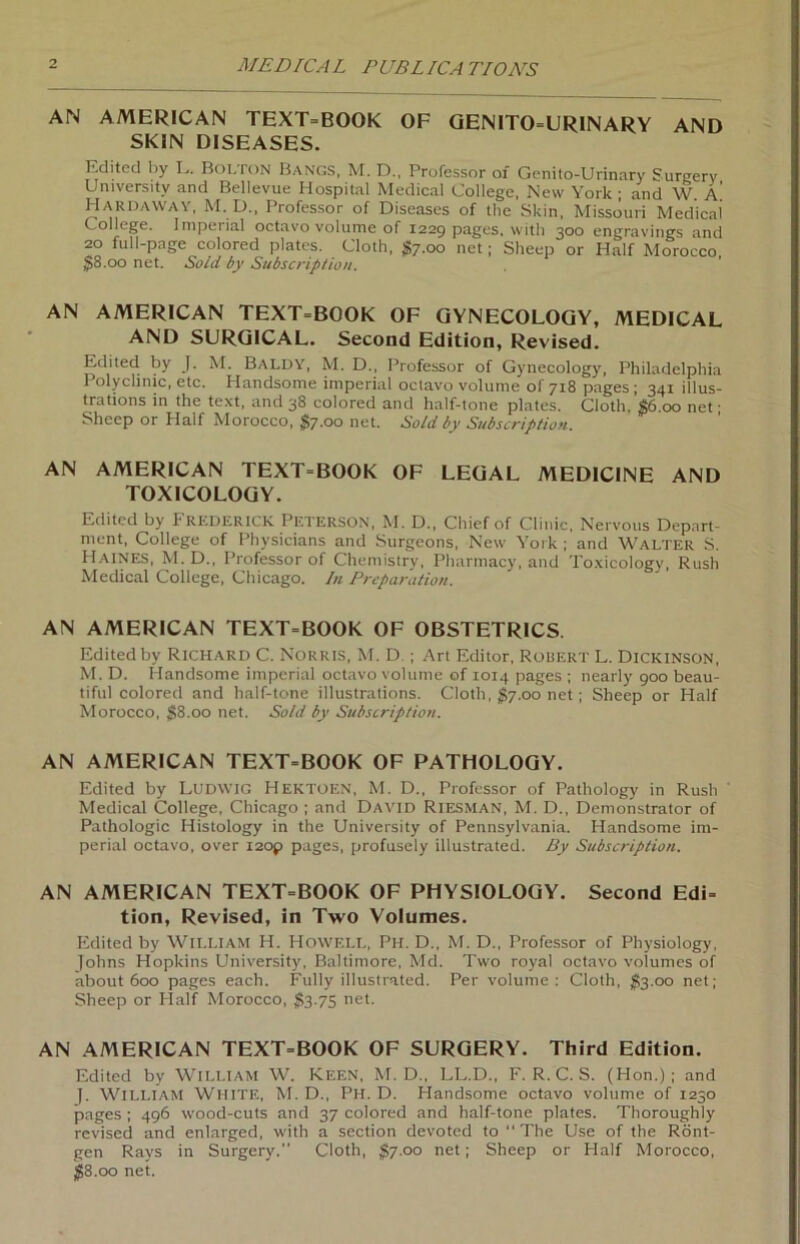 2 MEDICAL PUBLICATIONS
AN AMERICAN TEXT=BOOK OF GENITO=URINARY AND
SKIN DISEASES.
Edited by L. BOLTON BANGS, M. D., Professor of Genito-Urinary Surgery,
University and Bellevue Hospital Medical College, New York; and W. A.
HARDAWAY, M. D., Professor of Diseases of the Skin, Missouri Medical
College. Imperial octavo volume of 1229 pages, with 300 engravings and
20 full-page colored plates. Cloth, $7.00 net; Sheep or Half Morocco,
$8.00 net. Sold by Subscription.
AN AMERICAN TEXT=BOOK OF GYNECOLOGY, MEDICAL
AND SURGICAL. Second Edition, Revised.
Edited by J. M. BALDY, M. D., Professor of Gynecology, Philadelphia
Polyclinic, etc. Handsome imperial octavo volume of 718 pages; 341 illus-
trations in the text, and 38 colored and half-tone plates. Cloth, $6.00 net;
Sheep or Half Morocco, $7.00 net. Sold by Subscription.
AN AMERICAN TEXT=BOOK OF LEGAL MEDICINE AND
TOXICOLOGY.
Edited by FREDERICK PETERSON, M. D., Chief of Clinic, Nervous Depart-
ment, College of Physicians and Surgeons, New York; and WALTER S.
HAINES, M. D., Professor of Chemistry, Pharmacy, and Toxicology, Rush
Medical College, Chicago. In Preparation.
AN AMERICAN TEXT=BOOK OF OBSTETRICS.
Edited by RICHARD C. NORRIS, M. D.; Art Editor, ROBERT L. DICKINSON,
M. D. Handsome imperial octavo volume of 1014 pages; nearly 900 beau-
tiful colored and half-tone illustrations. Cloth, $7.00 net; Sheep or Half
Morocco, $8.00 net. Sold by Subscription.
AN AMERICAN TEXT=BOOK OF PATHOLOGY.
Edited by LUDWIG HEKTOEN, M. D., Professor of Pathology in Rush
Medical College, Chicago; and DAVID RIESMAN, M. D., Demonstrator of
Pathologic Histology in the University of Pennsylvania. Handsome im-
perial octavo, over 1200 pages, profusely illustrated. By Subscription.
AN AMERICAN TEXT=BOOK OF PHYSIOLOGY. Second Edi=
tion, Revised, in Two Volumes.
Edited by WILLIAM H. HOWELL, PH. D., M. D., Professor of Physiology,
Johns Hopkins University, Baltimore, Md. Two royal octavo volumes of
about 600 pages each. Fully illustrated. Per volume: Cloth, $3.00 net;
Sheep or Half Morocco, $3.75 net.
AN AMERICAN TEXT=BOOK OF SURGERY. Third Edition.
Edited by WILLIAM W. KEEN, M. D., LL.D., F. R. C. S. (Hon.); and
J. WILLIAM WHITE, M. D., PH. D. Handsome octavo volume of 1230
pages; 496 wood-cuts and 37 colored and half-tone plates. Thoroughly
revised and enlarged, with a section devoted to "The Use of the Rönt-
gen Rays in Surgery." Cloth, $7.00 net; Sheep or Half Morocco,
$8.00 net.